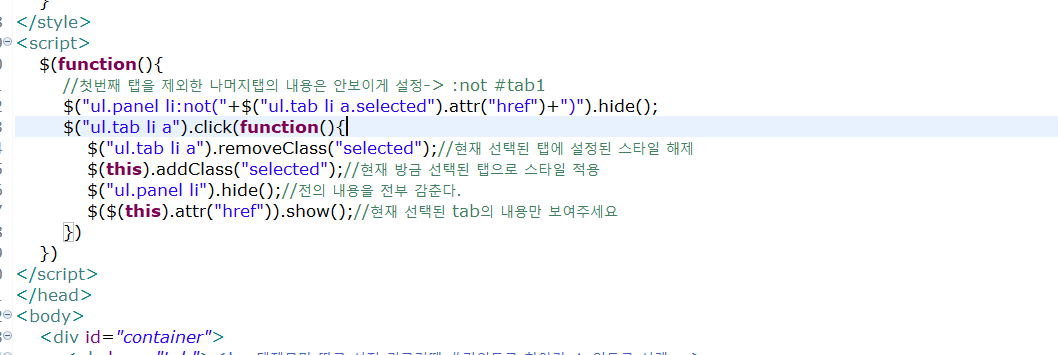 }
</style>
<script>
$(function(){
//첫번째 탭을 제외한 나머지탭의 내용은 안보이게 설정-> :not #tab1
$("ul.panel li:not("+$("ul.tab li a.selected").attr("href")+")").hide();
$("ul.tab li a").click(function(){
$("ul.tab li a").removeClass("selected");//현재 선택된 탭에 설정된 스타일 해제
$(this).addClass("selected");//현재 방금 선택된 탭으로 스타일 적용
$("ul.panel li").hide();//전의 내용을 전부 감춘다.
$($(this).attr("href")).show();//현재 선택된 tab의 내용만 보여주세요
})
})
</script>
</head>
<body>
<div id="container">